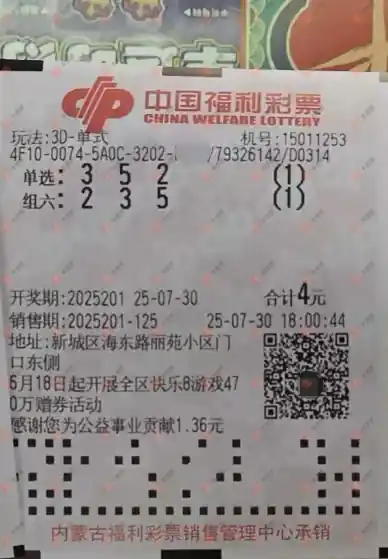 中国福利彩票
CHINA WELFARE LOTTERY
玩法:3D-单式 机号:15011253
4F10-0074-5A0C-3202- /79326142/D0314
单选: 3 5 2 (1)
组六: 2 3 5 (1)
开奖期:2025201 25-07-30 合计4元
销售期:2025201-125 25-07-30 18:00:44
地址:新城区海东路丽苑小区门
口东侧
6月18日起开展全区快乐8游戏47
0万赠券活动
感谢您为公益事业贡献1.36元
内蒙古福利彩票销售管理中心承销